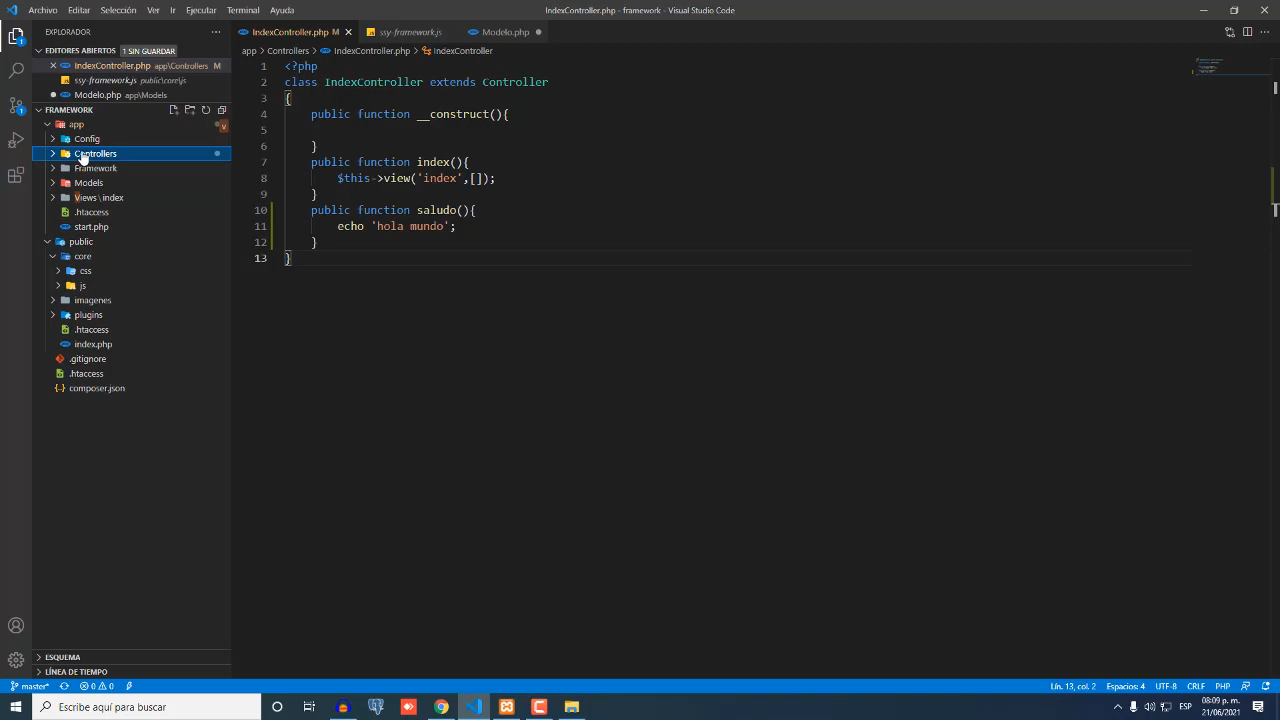 Archivo Editar Selección Ver Ir Ejecutar Terminal Ayuda IndexController.php - framework - Visual Studio Code
EXPLORADOR
IndexController.php M
ssy-framework.js
Modelo.php
EDITORES ABIERTOS 1 SIN GUARDAR
app > Controllers > IndexController.php > IndexController
IndexController.php app\Controllers M
ssy-framework.js public\core\js
Modelo.php app\Models
FRAMEWORK
app
Config
Controllers
Framework
Models
Views \ index
.htaccess
start.php
public
core
css
js
imagenes
plugins
.htaccess
index.php
.gitignore
.htaccess
composer.json
ESQUEMA
LÍNEA DE TIEMPO
1 <?php
2 class IndexController extends Controller
3 {
4 public function __construct(){
5
6 }
7 public function index(){
8 $this->view('index',[]);
9 }
10 public function saludo(){
11 echo 'hola mundo';
12 }
13 }
master* 0 0 Lín. 13, col. 2 Espacios: 4 UTF-8 CRLF PHP
Escribe aquí para buscar
ESP
08:09 p. m.
21/06/2021